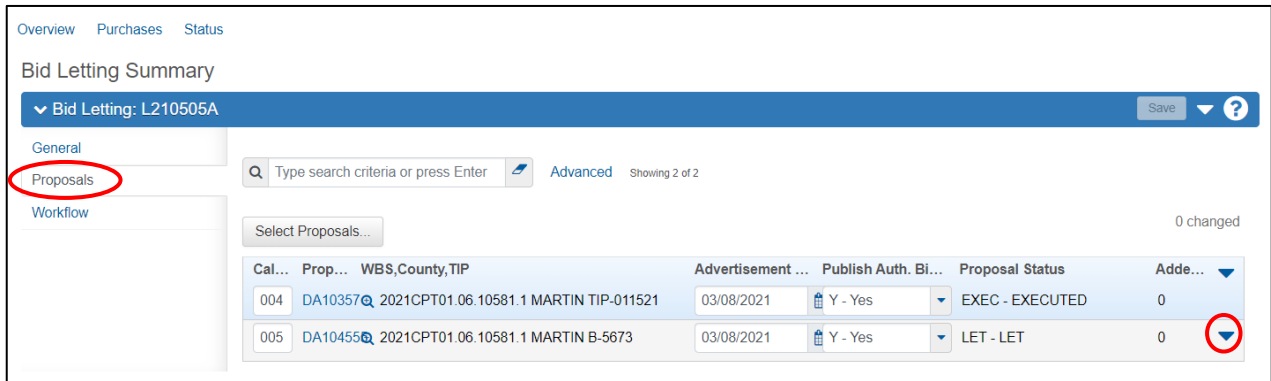 Overview Purchases Status
Bid Letting Summary
Bid Letting: L210505A Save ?
General
Proposals
Workflow
Type search criteria or press Enter Advanced Showing 2 of 2
Select Proposals... 0 changed
Cal... Prop... WBS,County,TIP Advertisement ... Publish Auth. Bi... Proposal Status Adde...
004 DA10357 2021CPT01.06.10581.1 MARTIN TIP-011521 03/08/2021 Y - Yes EXEC - EXECUTED 0
005 DA10455 2021CPT01.06.10581.1 MARTIN B-5673 03/08/2021 Y - Yes LET - LET 0